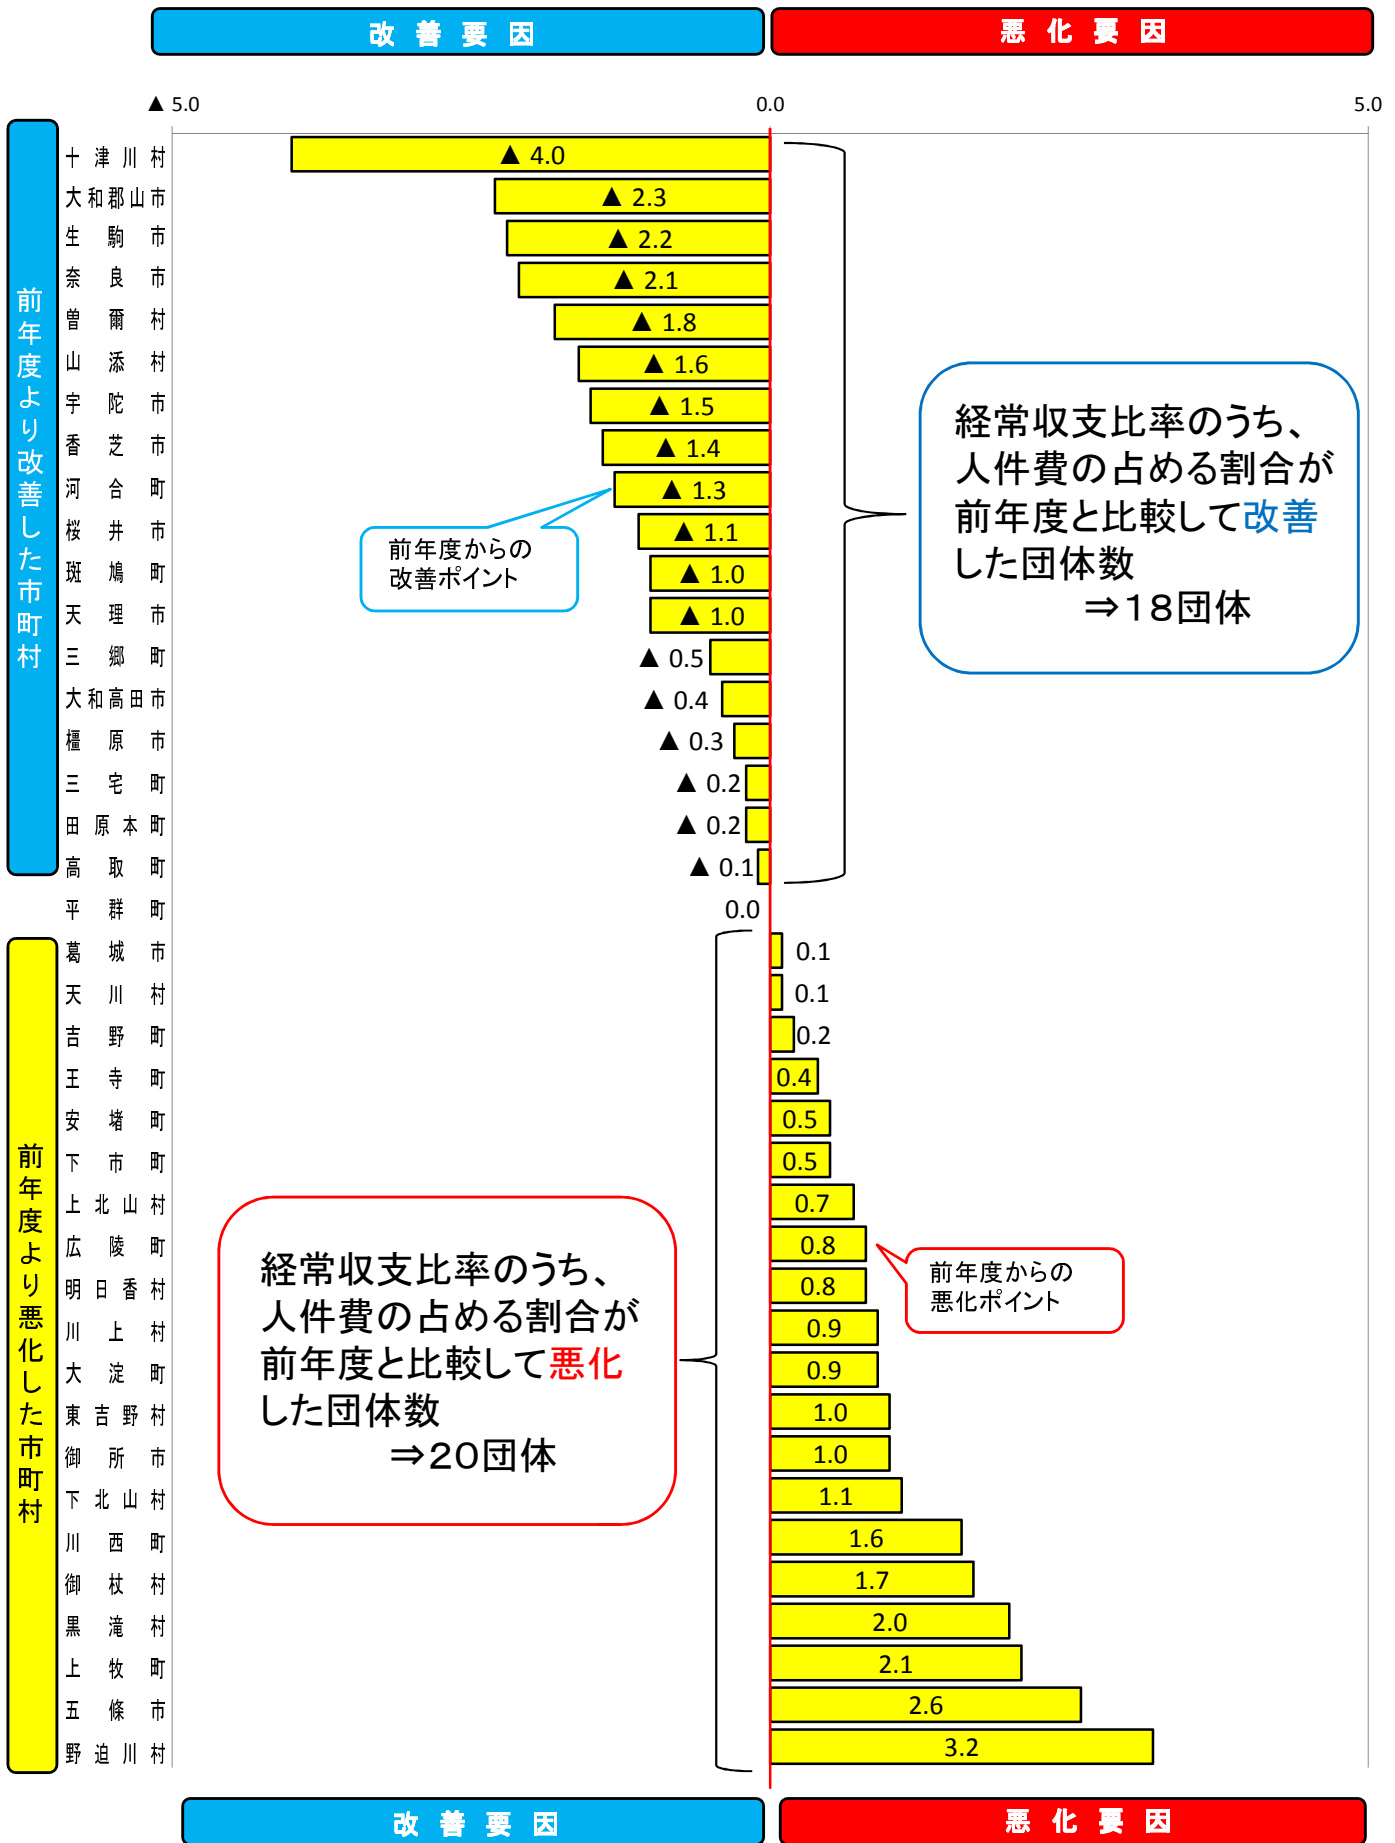 改善要因
悪化要因
▲ 5.0
0.0
5.0
前年度より改善した市町村
十津川村 ▲ 4.0
大和郡山市 ▲ 2.3
生駒市 ▲ 2.2
奈良市 ▲ 2.1
曽爾村 ▲ 1.8
山添村 ▲ 1.6
宇陀市 ▲ 1.5
香芝市 ▲ 1.4
河合町 ▲ 1.3
桜井市 ▲ 1.1
斑鳩町 ▲ 1.0
天理市 ▲ 1.0
三郷町 ▲ 0.5
大和高田市 ▲ 0.4
橿原市 ▲ 0.3
三宅町 ▲ 0.2
田原本町 ▲ 0.2
高取町 ▲ 0.1
前年度からの
改善ポイント
経常収支比率のうち、
人件費の占める割合が
前年度と比較して改善
した団体数
⇒18団体
平群町 0.0
前年度より悪化した市町村
葛城市 0.1
天川村 0.1
吉野町 0.2
王寺町 0.4
安堵町 0.5
下市町 0.5
上北山村 0.7
広陵町 0.8
明日香村 0.8
川上村 0.9
大淀町 0.9
東吉野村 1.0
御所市 1.0
下北山村 1.1
川西町 1.6
御杖村 1.7
黒滝村 2.0
上牧町 2.1
五條市 2.6
野迫川村 3.2
経常収支比率のうち、
人件費の占める割合が
前年度と比較して悪化
した団体数
⇒20団体
前年度からの
悪化ポイント
改善要因
悪化要因